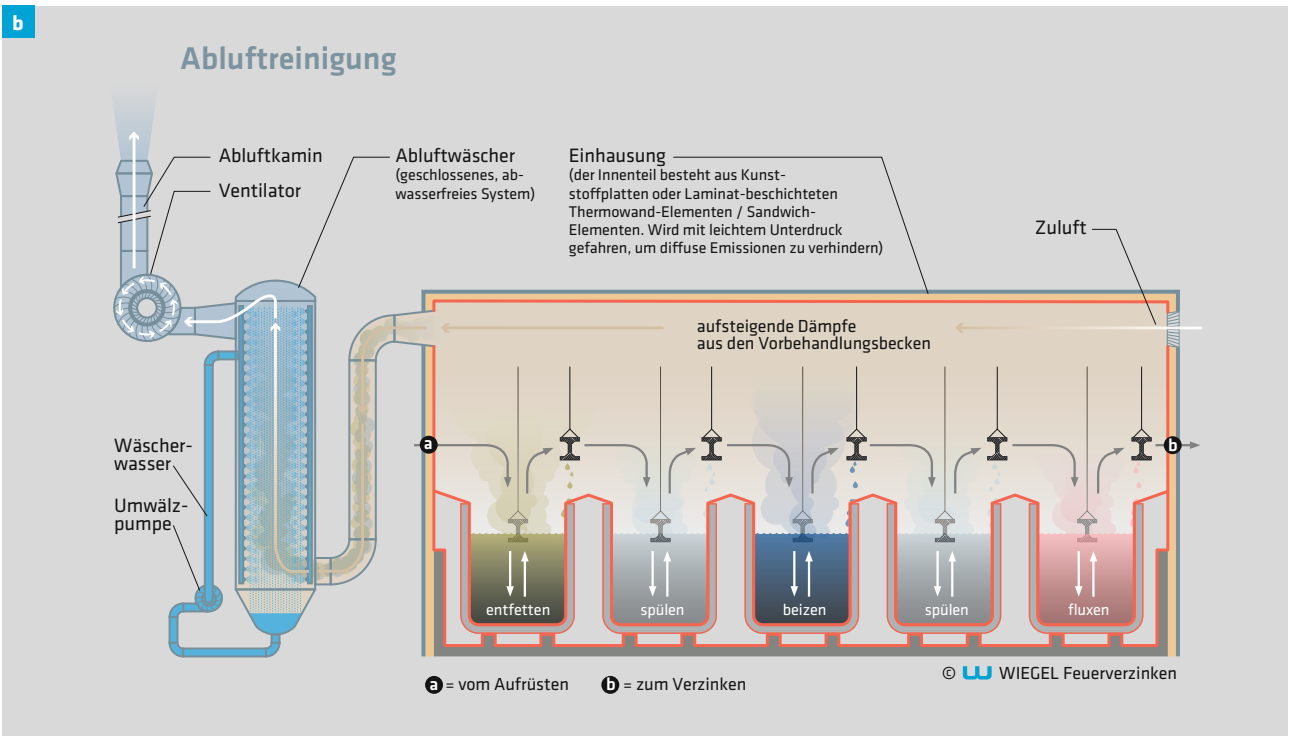 b
Abluftreinigung
Abluftkamin
Ventilator
Abluftwäscher
(geschlossenes, ab-
wasserfreies System)
Einhausung
(der Innenteil besteht aus Kunst-
stoffplatten oder Laminat-beschichteten
Thermowand-Elementen / Sandwich-
Elementen. Wird mit leichtem Unterdruck
gefahren, um diffuse Emissionen zu verhindern)
Zuluft
aufsteigende Dämpfe
aus den Vorbehandlungsbecken
a
b
Wäscher-
wasser
Umwälz-
pumpe
entfetten
spülen
beizen
spülen
fluxen
a = vom Aufrüsten
b = zum Verzinken
© WIEGEL Feuerverzinken